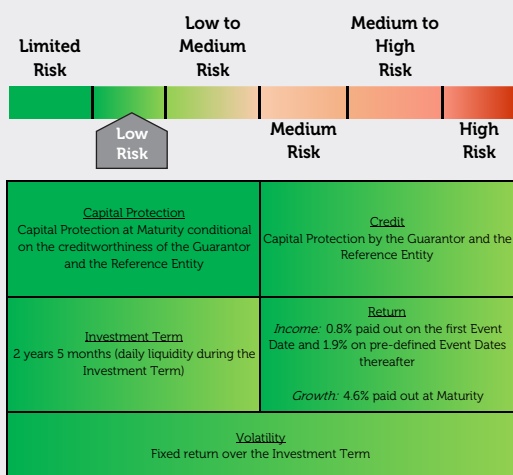 Limited
Risk
Low to
Medium
Risk
Medium to
High
Risk
Low
Risk
Medium
Risk
High
Risk
Capital Protection
Capital Protection at Maturity conditional
on the creditworthiness of the Guarantor
and the Reference Entity
Credit
Capital Protection by the Guarantor and the
Reference Entity
Investment Term
2 years 5 months (daily liquidity during the
Investment Term)
Return
Income: 0.8% paid out on the first Event
Date and 1.9% on pre-defined Event Dates
thereafter
Growth: 4.6% paid out at Maturity
Volatility
Fixed return over the Investment Term